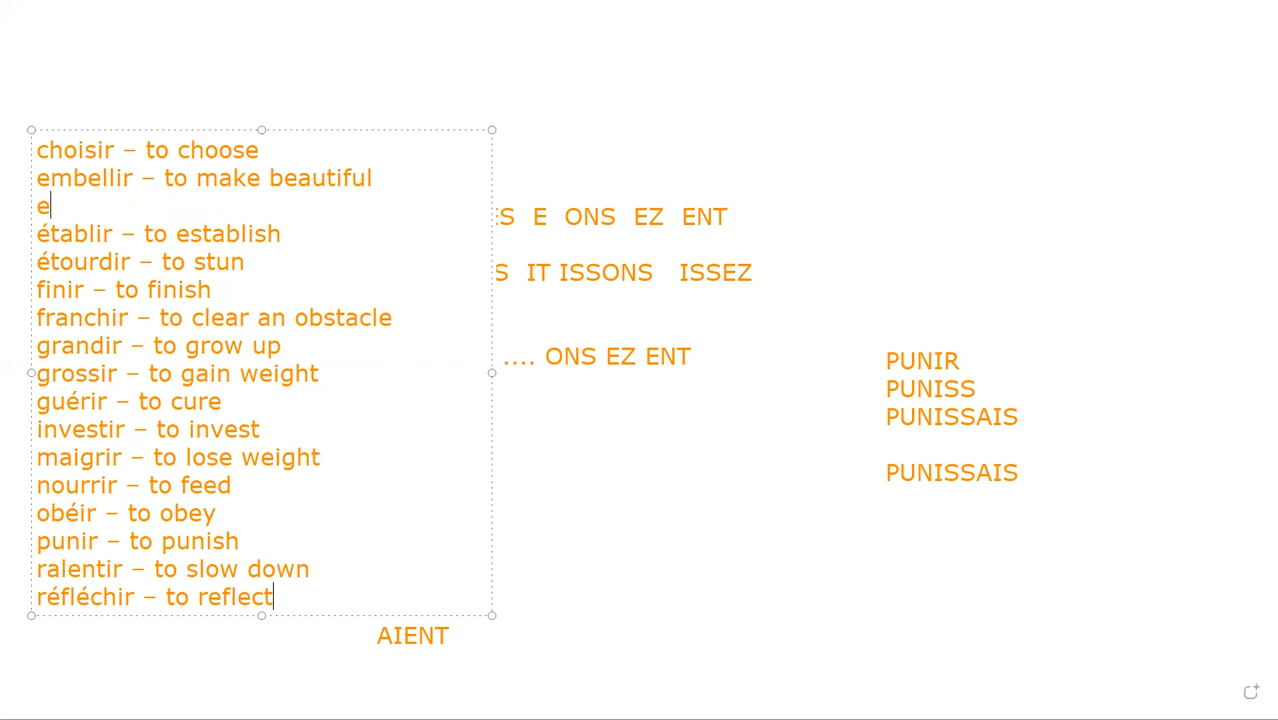 choisir – to choose
embellir – to make beautiful
e
établir – to establish
étourdir – to stun
finir – to finish
franchir – to clear an obstacle
grandir – to grow up
grossir – to gain weight
guérir – to cure
investir – to invest
maigrir – to lose weight
nourrir – to feed
obéir – to obey
punir – to punish
ralentir – to slow down
réfléchir – to reflect
AIENT
ES E ONS EZ ENT
S IT ISSONS ISSEZ
.... ONS EZ ENT
PUNIR
PUNISS
PUNISSAIS
PUNISSAIS